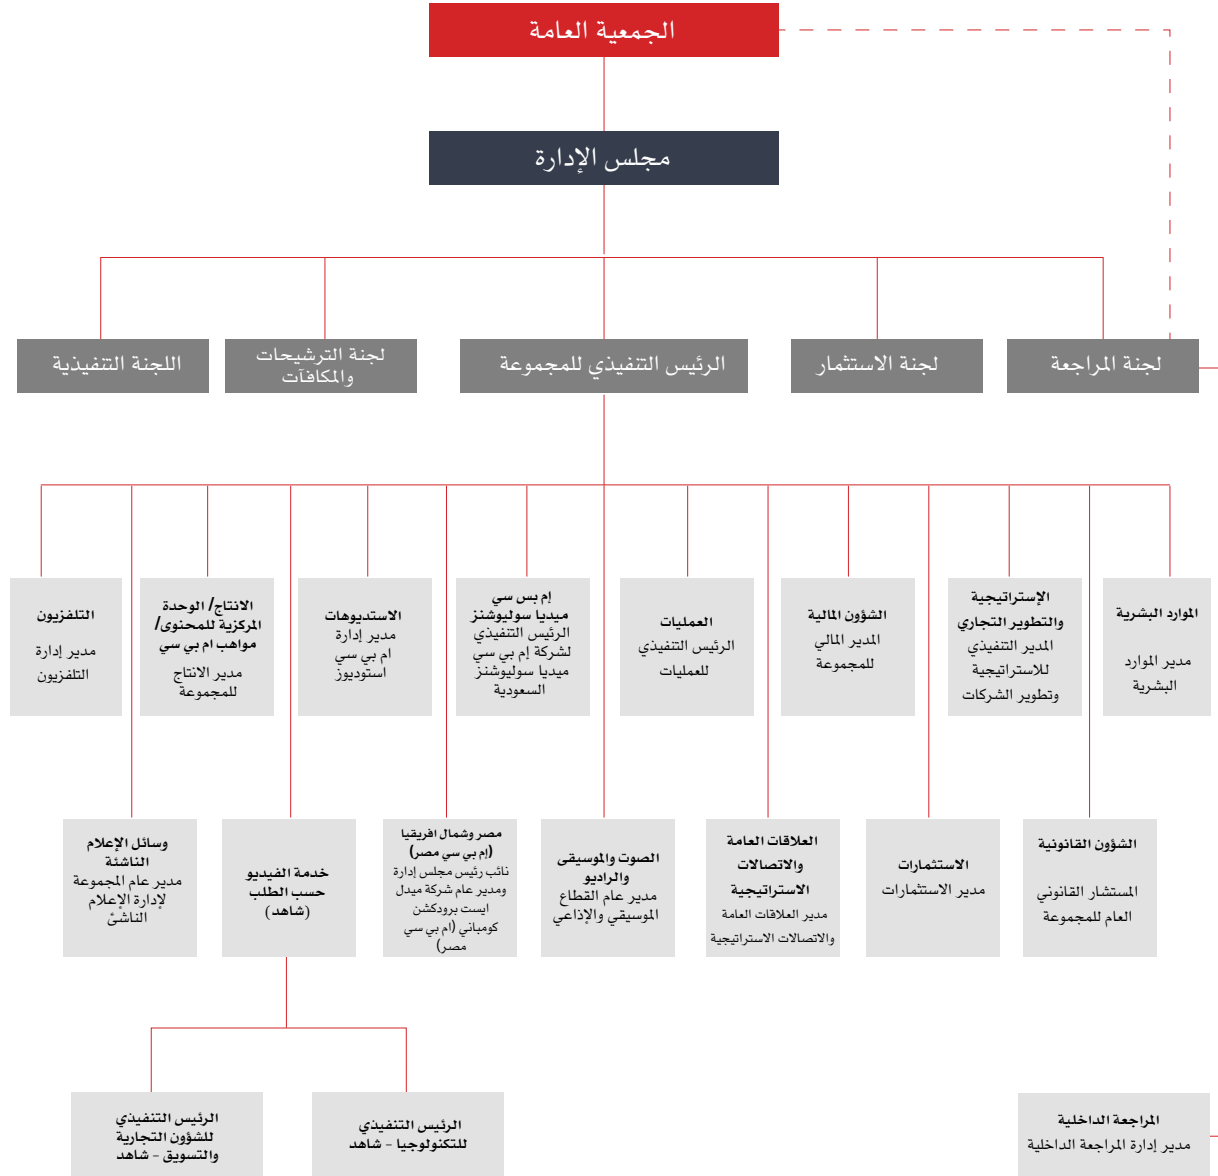 الجمعية العامة
مجلس الإدارة
لجنة المراجعة
لجنة الاستثمار
الرئيس التنفيذي للمجموعة
لجنة الترشيحات
والمكافآت
اللجنة التنفيذية
الموارد البشرية
مدير الموارد
البشرية
الإستراتيجية
والتطوير التجاري
المدير التنفيذي
للاستراتيجية
وتطوير الشركات
الشؤون المالية
المدير المالي
للمجموعة
العمليات
الرئيس التنفيذي
للعمليات
إم بس سي
ميديا سوليوشنز
الرئيس التنفيذي
لشركة إم بي سي
ميديا سوليوشنز
السعودية
الاستديوهات
مدير إدارة
ام بي سي
استوديوز
الانتاج/ الوحدة
المركزية للمحنوى/
مواهب ام بي سي
مدير الانتاج
للمجموعة
التلفزيون
مدير إدارة
التلفزيون
الشؤون القانونية
المستشار القانوني
العام للمجموعة
الاستثمارات
مدير الاستثمارات
العلاقات العامة
والاتصالات
الاستراتيجية
مدير العلاقات العامة
والاتصالات الاستراتيجية
الصوت والموسيقى
والراديو
مدير عام القطاع
الموسيقي والإذاعي
مصر وشمال افريقيا
(إم بي سي مصر)
نائب رئيس مجلس إدارة
ومدير عام شركة ميدل
ايست برودكشن
كومباني (ام بي سي
مصر)
خدمة الفيديو
حسب الطلب
(شاهد)
وسائل الإعلام
الناشئة
مدير عام المجموعة
لإدارة الإعلام
الناشئ
الرئيس التنفيذي
للتكنولوجيا - شاهد
الرئيس التنفيذي
للشؤون التجارية
والتسويق - شاهد
المراجعة الداخلية
مدير إدارة المراجعة الداخلية